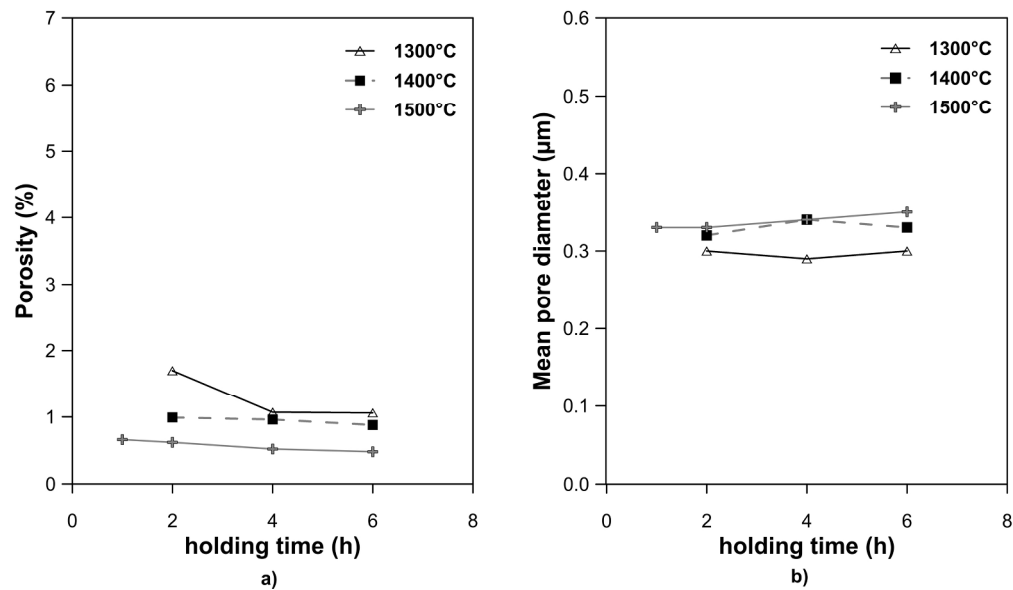 7
6
5
4
3
2
1
0
Porosity (%)
1300°C
1400°C
1500°C
0 2 4 6 8
holding time (h)
a)
0.6
0.5
0.4
0.3
0.2
0.1
0.0
Mean pore diameter (µm)
1300°C
1400°C
1500°C
0 2 4 6 8
holding time (h)
b)